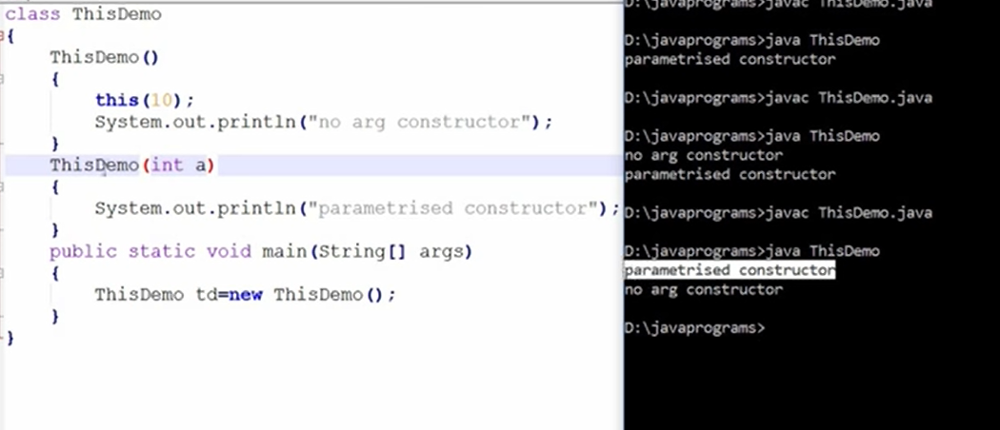 class ThisDemo
{
ThisDemo()
{
this(10);
System.out.println("no arg constructor");
}
ThisDemo(int a)
{
System.out.println("parametrised constructor");
}
public static void main(String[] args)
{
ThisDemo td=new ThisDemo();
}
}
D:\javaprograms>javac ThisDemo.java
D:\javaprograms>java ThisDemo
parametrised constructor
D:\javaprograms>javac ThisDemo.java
D:\javaprograms>java ThisDemo
no arg constructor
parametrised constructor
D:\javaprograms>javac ThisDemo.java
D:\javaprograms>java ThisDemo
parametrised constructor
no arg constructor
D:\javaprograms>